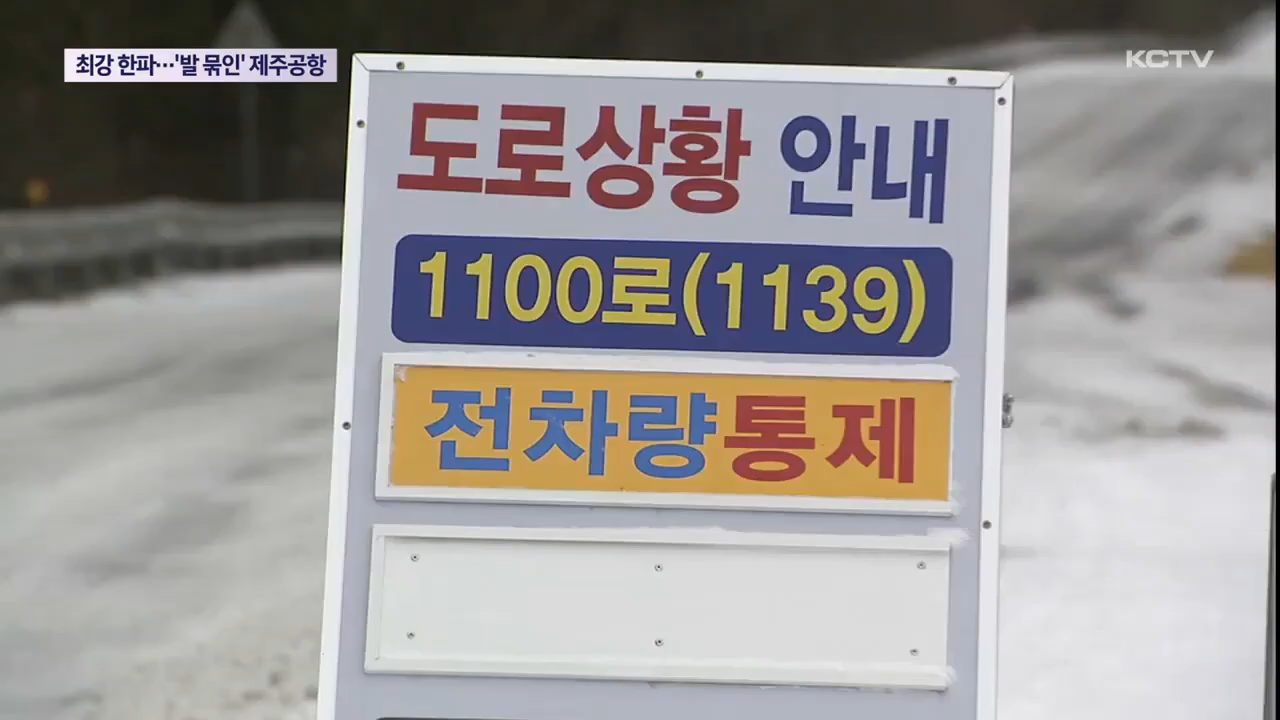 최강 한파…'발 묶인' 제주공항
KCTV
도로상황 안내
1100로(1139)
전차량통제